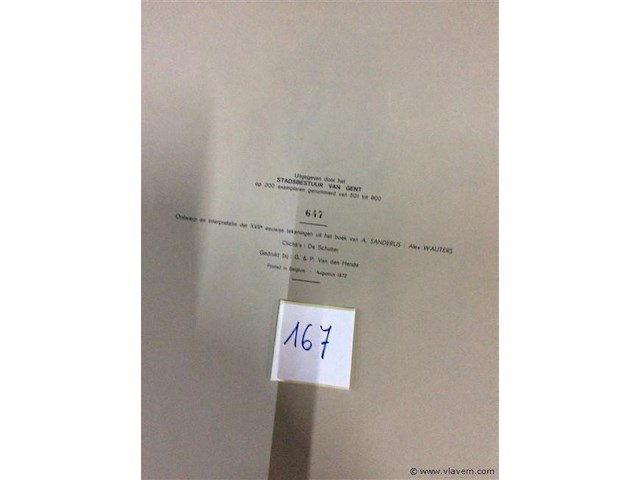 Uitgegeven door het
STADSBESTUUR VAN GENT
op 300 exemplaren genummerd van 501 tot 800
647
Ontwerp en interpretatie der XVIIe eeuwse tekeningen uit het boek van A. SANDERUS : Alex WAUTERS
Cliché's : De Schutter
Gedrukt bij : G. & P. Van den Hende
Printed in Belgium - Augustus 1973
167
© www.vlavem.com